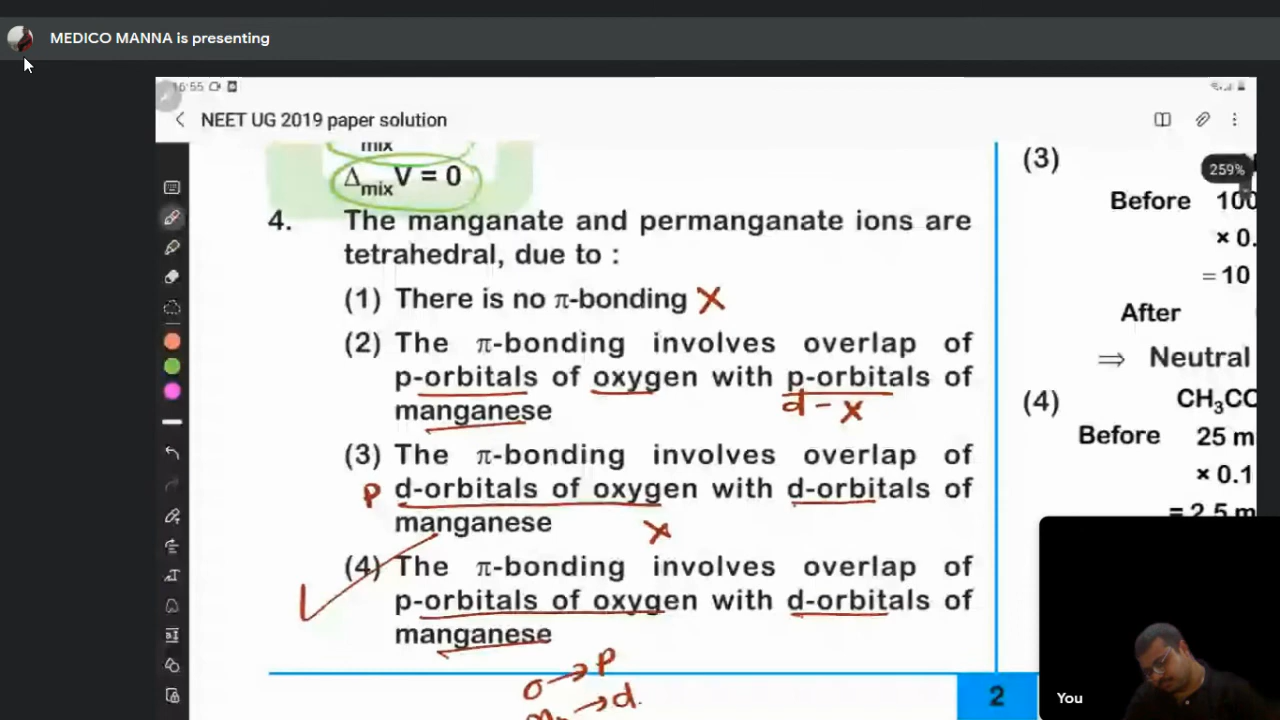 MEDICO MANNA is presenting
16:55
NEET UG 2019 paper solution
mix
Δmix V = 0
4. The manganate and permanganate ions are
tetrahedral, due to :
(1) There is no π-bonding X
(2) The π-bonding involves overlap of
p-orbitals of oxygen with p-orbitals of
d - x
manganese
(3) The π-bonding involves overlap of
p d-orbitals of oxygen with d-orbitals of
manganese x
(4) The π-bonding involves overlap of
p-orbitals of oxygen with d-orbitals of
manganese
O → p
Mn → d.
2
(3)
259%
Before 100
× 0.
= 10
After
⇒ Neutral
(4) CH₃CO
Before 25 m
× 0.1
= 2.5 m
You